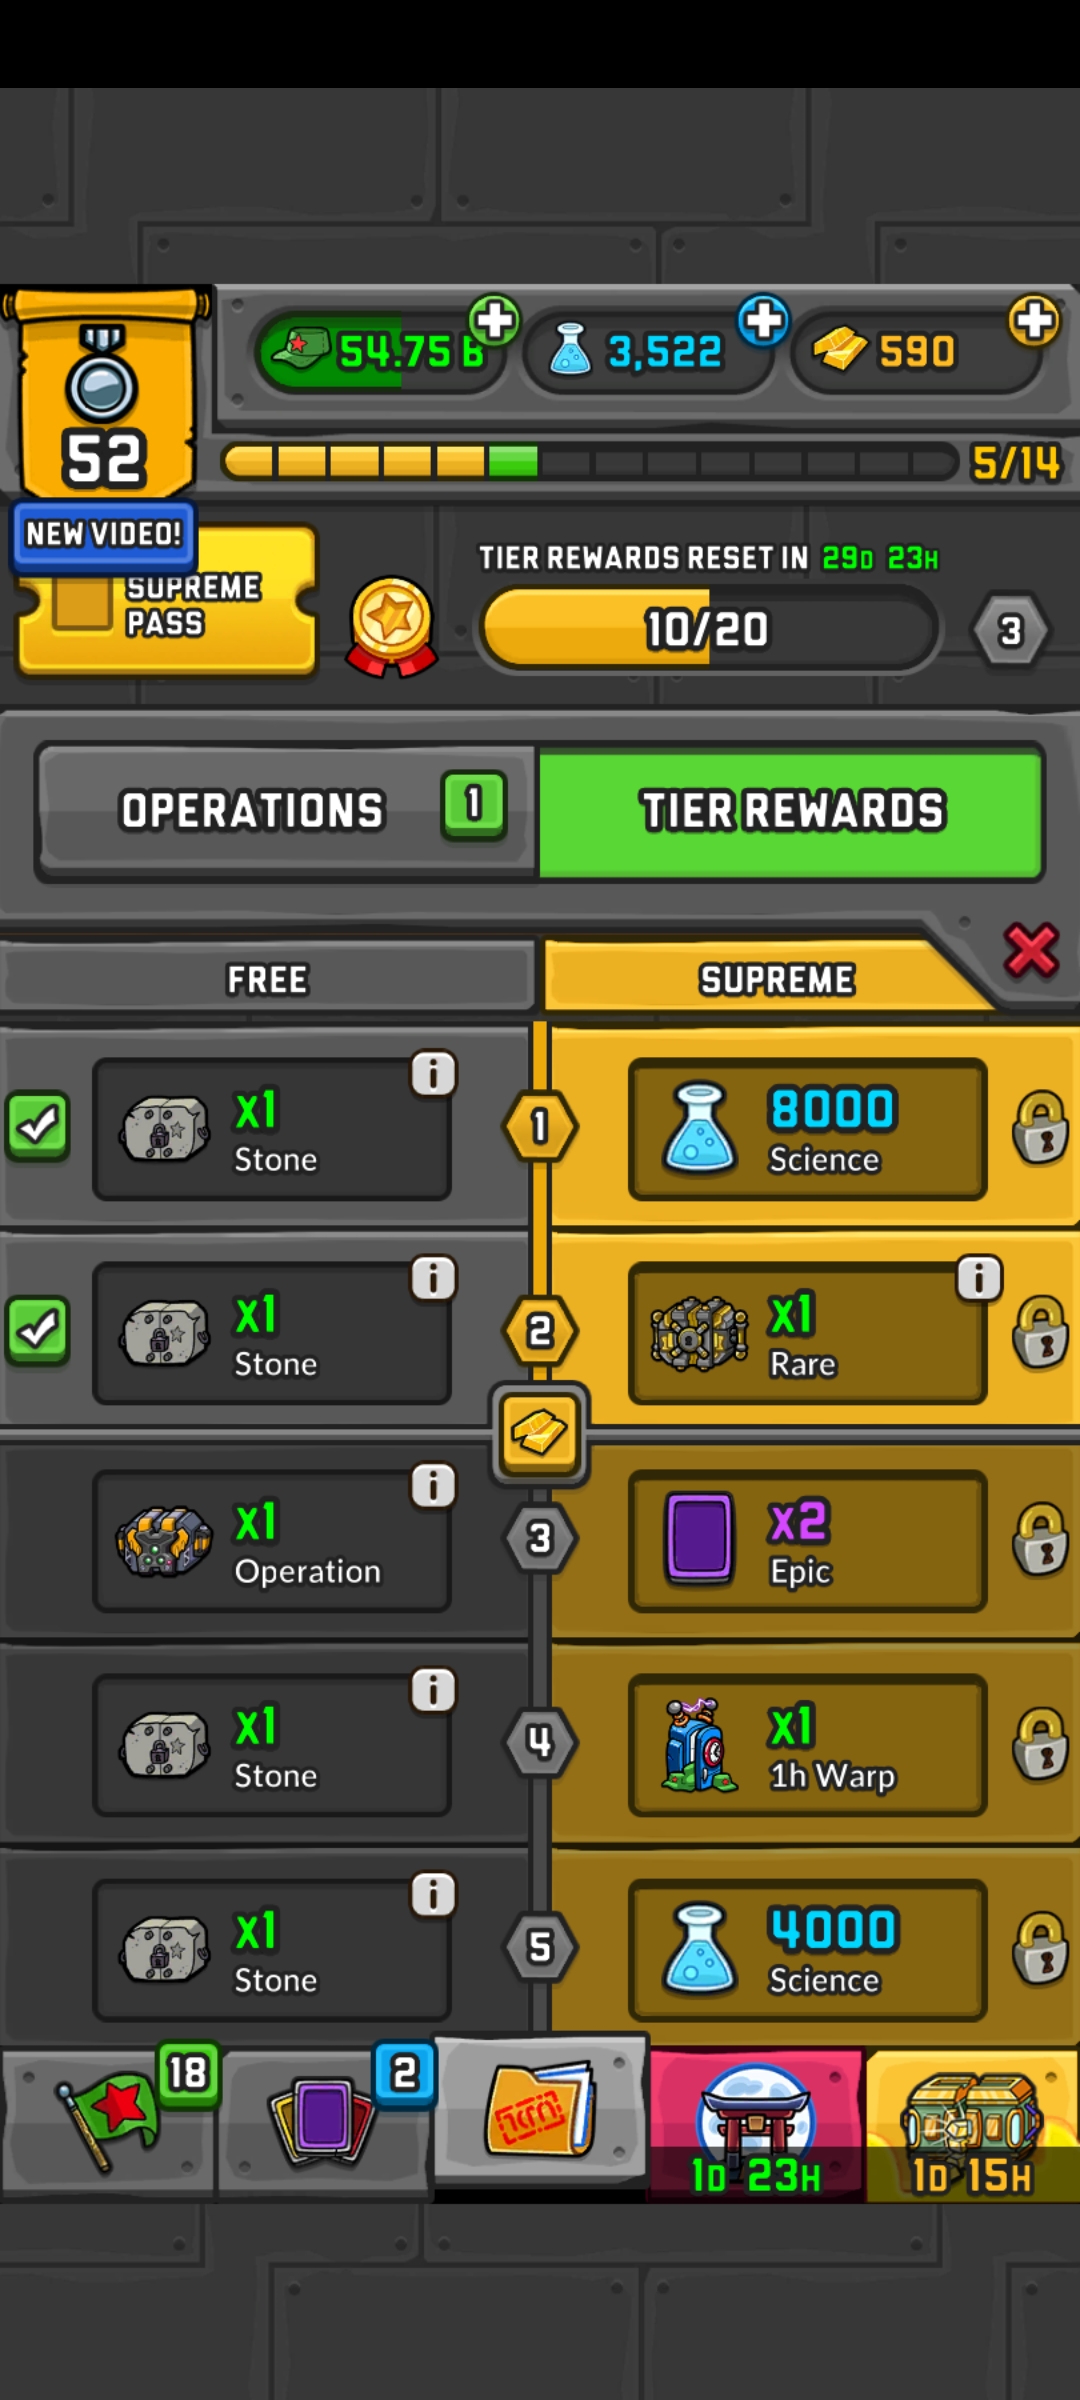 54.75 B
3,522
590
52
5/14
NEW VIDEO!
SUPREME
PASS
TIER REWARDS RESET IN 29D 23H
10/20
3
OPERATIONS
1
TIER REWARDS
FREE
SUPREME
X1
Stone
1
8000
Science
X1
Stone
2
X1
Rare
X1
Operation
3
X2
Epic
X1
Stone
4
X1
1h Warp
X1
Stone
5
4000
Science
18
2
1D 23H
1D 15H